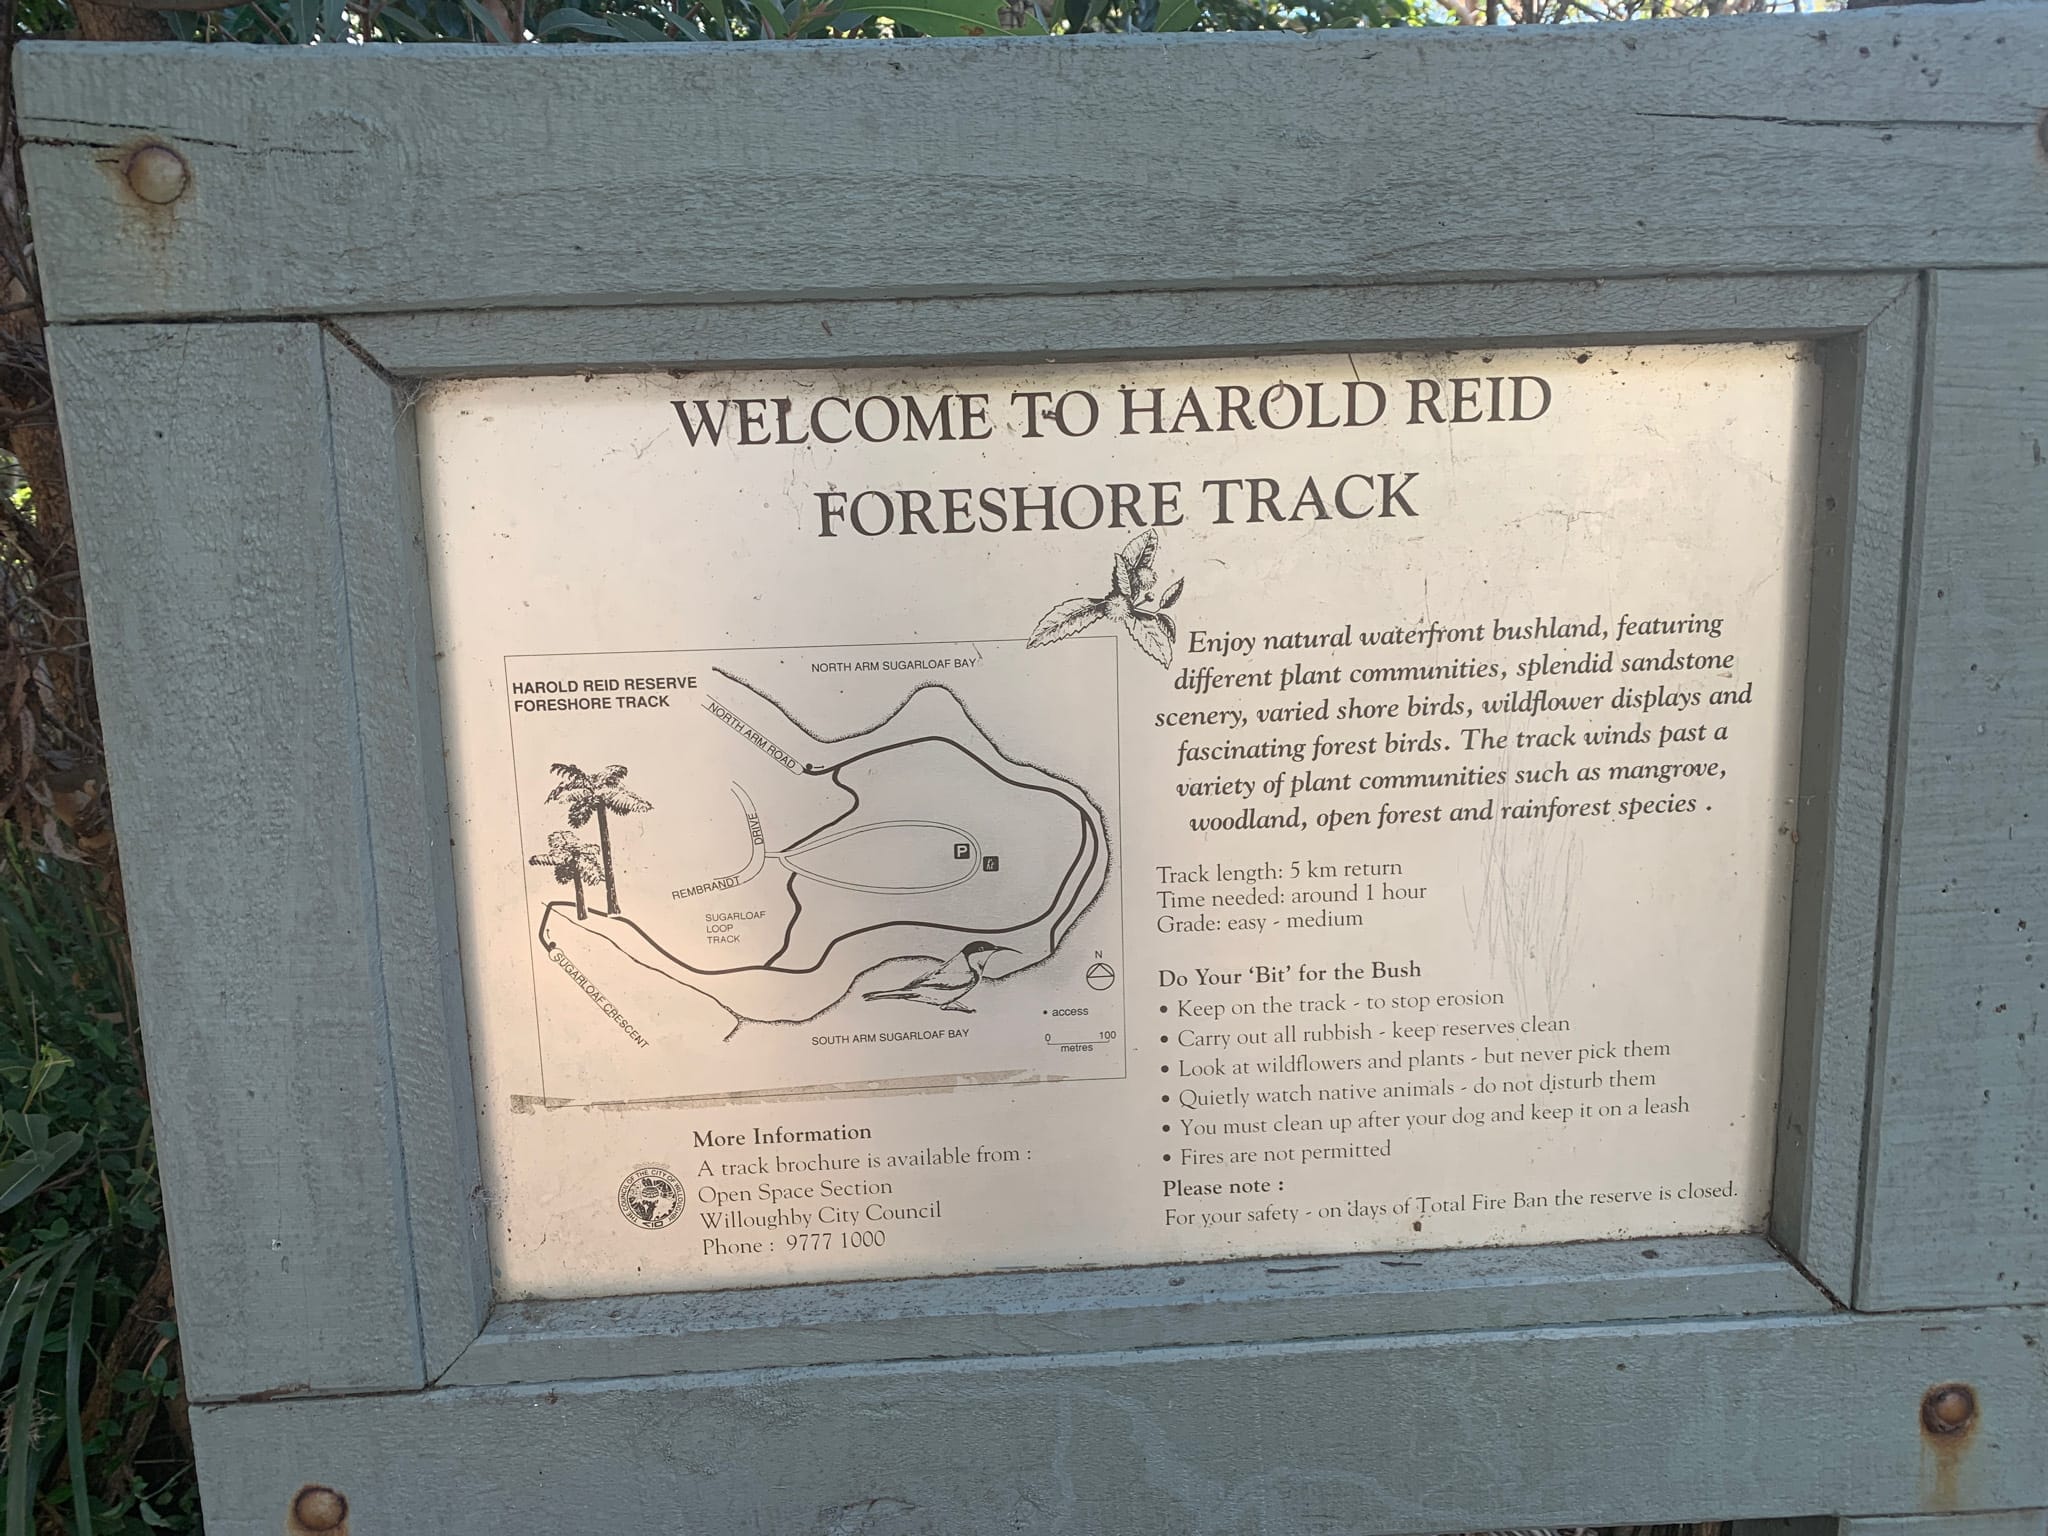 WELCOME TO HAROLD REID
FORESHORE TRACK
HAROLD REID RESERVE
FORESHORE TRACK
NORTH ARM SUGARLOAF BAY
NORTH ARM ROAD
DRIVE
REMBRANDT
P
SUGARLOAF
LOOP
TRACK
SUGARLOAF CRESCENT
SOUTH ARM SUGARLOAF BAY
N
• access
0 100
metres
Enjoy natural waterfront bushland, featuring
different plant communities, splendid sandstone
scenery, varied shore birds, wildflower displays and
fascinating forest birds. The track winds past a
variety of plant communities such as mangrove,
woodland, open forest and rainforest species .
Track length: 5 km return
Time needed: around 1 hour
Grade: easy - medium
Do Your ‘Bit’ for the Bush
• Keep on the track - to stop erosion
• Carry out all rubbish - keep reserves clean
• Look at wildflowers and plants - but never pick them
• Quietly watch native animals - do not disturb them
• You must clean up after your dog and keep it on a leash
• Fires are not permitted
Please note :
For your safety - on days of Total Fire Ban the reserve is closed.
More Information
A track brochure is available from :
Open Space Section
Willoughby City Council
Phone : 9777 1000
THE COUNCIL OF THE CITY OF WILLOUGHBY